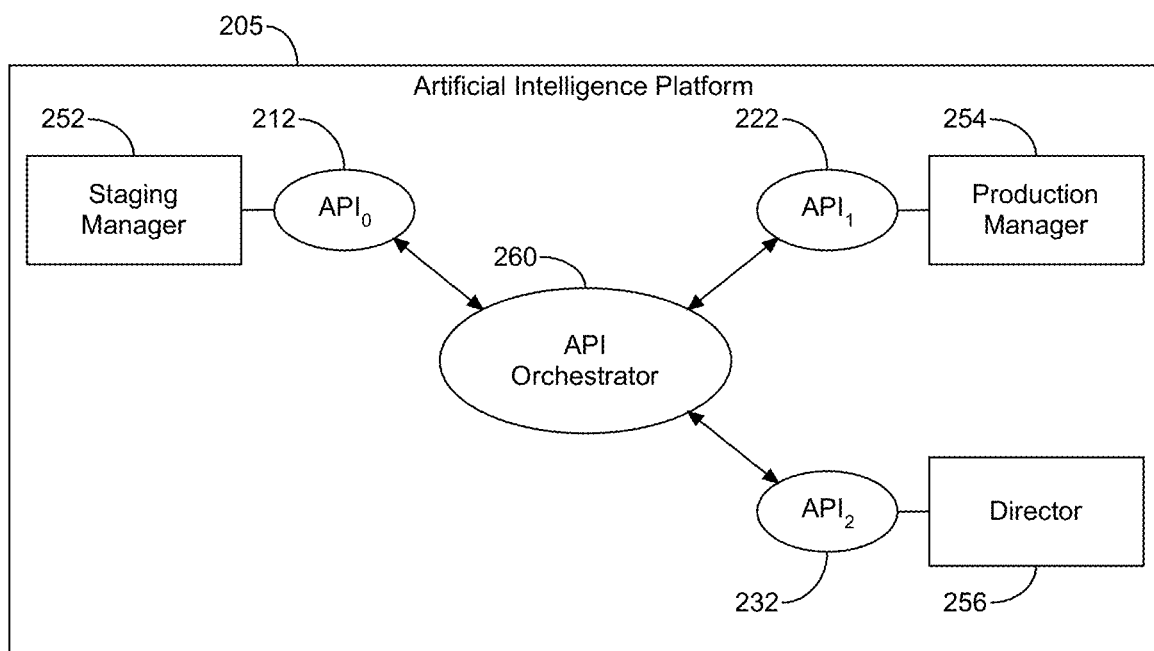 205
Artificial Intelligence Platform
252
212
222
254
Staging
Manager
API₀
API₁
Production
Manager
260
API
Orchestrator
API₂
Director
232
256